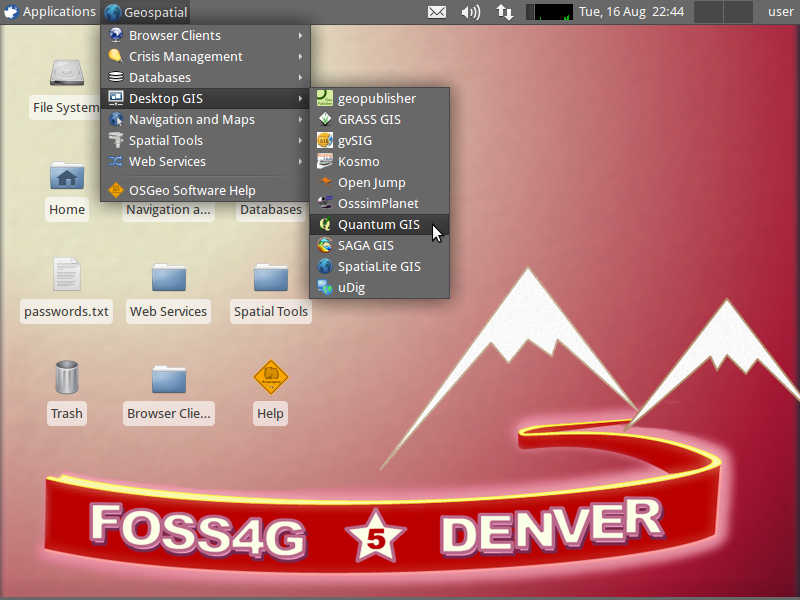 Applications
Geospatial
Tue, 16 Aug 22:44
user
Browser Clients
Crisis Management
Databases
Desktop GIS
Navigation and Maps
Spatial Tools
Web Services
OSGeo Software Help
geopublisher
GRASS GIS
gvSIG
Kosmo
Open Jump
OsssimPlanet
Quantum GIS
SAGA GIS
SpatiaLite GIS
uDig
File System
Home
Navigation a...
Databases
passwords.txt
Web Services
Spatial Tools
Trash
Browser Clie...
Help
FOSS4G 5 DENVER